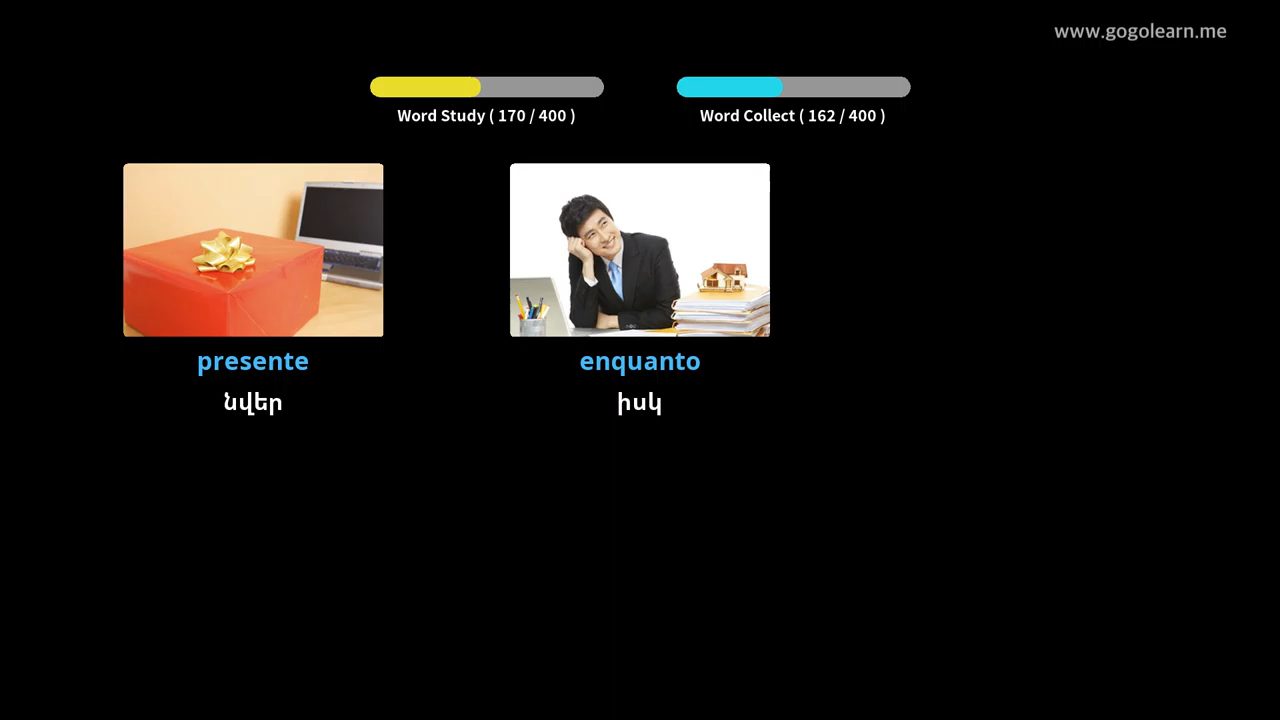 www.gogolearn.me
Word Study ( 170 / 400 )
Word Collect ( 162 / 400 )
presente
նվեր
enquanto
իսկ